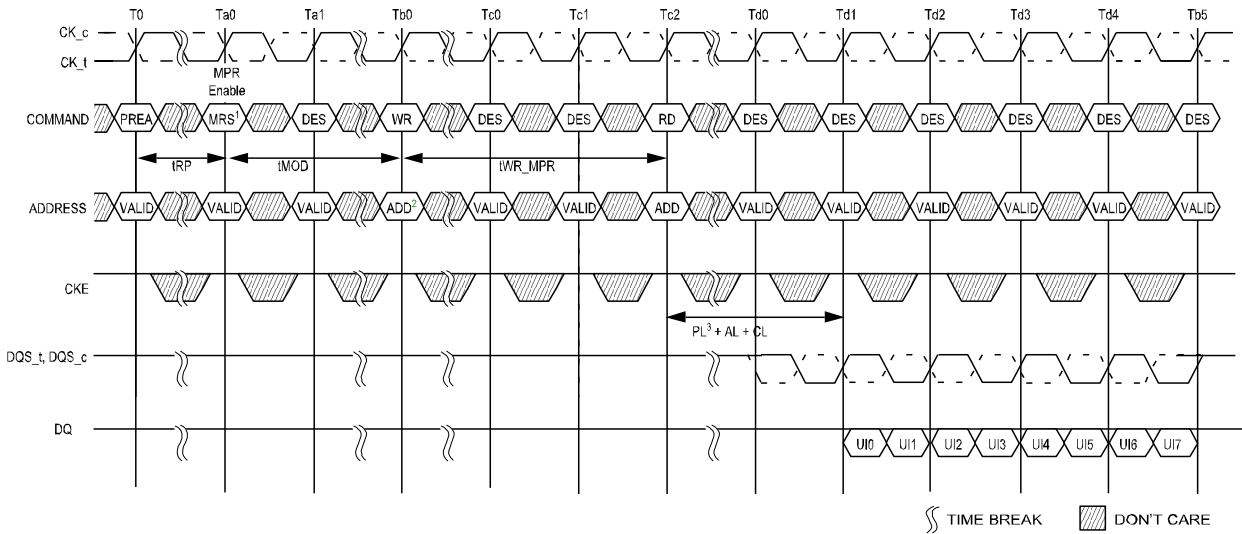 T0 Ta0 Ta1 Tb0 Tc0 Tc1 Tc2 Td0 Td1 Td2 Td3 Td4 Tb5
CK_c
CK_t
MPR
Enable
COMMAND PREA MRS¹ DES WR DES DES RD DES DES DES DES DES DES
tRP tMOD tWR_MPR
ADDRESS VALID VALID VALID ADD² VALID VALID ADD VALID VALID VALID VALID VALID VALID
CKE
PL³ + AL + CL
DQS_t, DQS_c
DQ UI0 UI1 UI2 UI3 UI4 UI5 UI6 UI7
TIME BREAK DON'T CARE